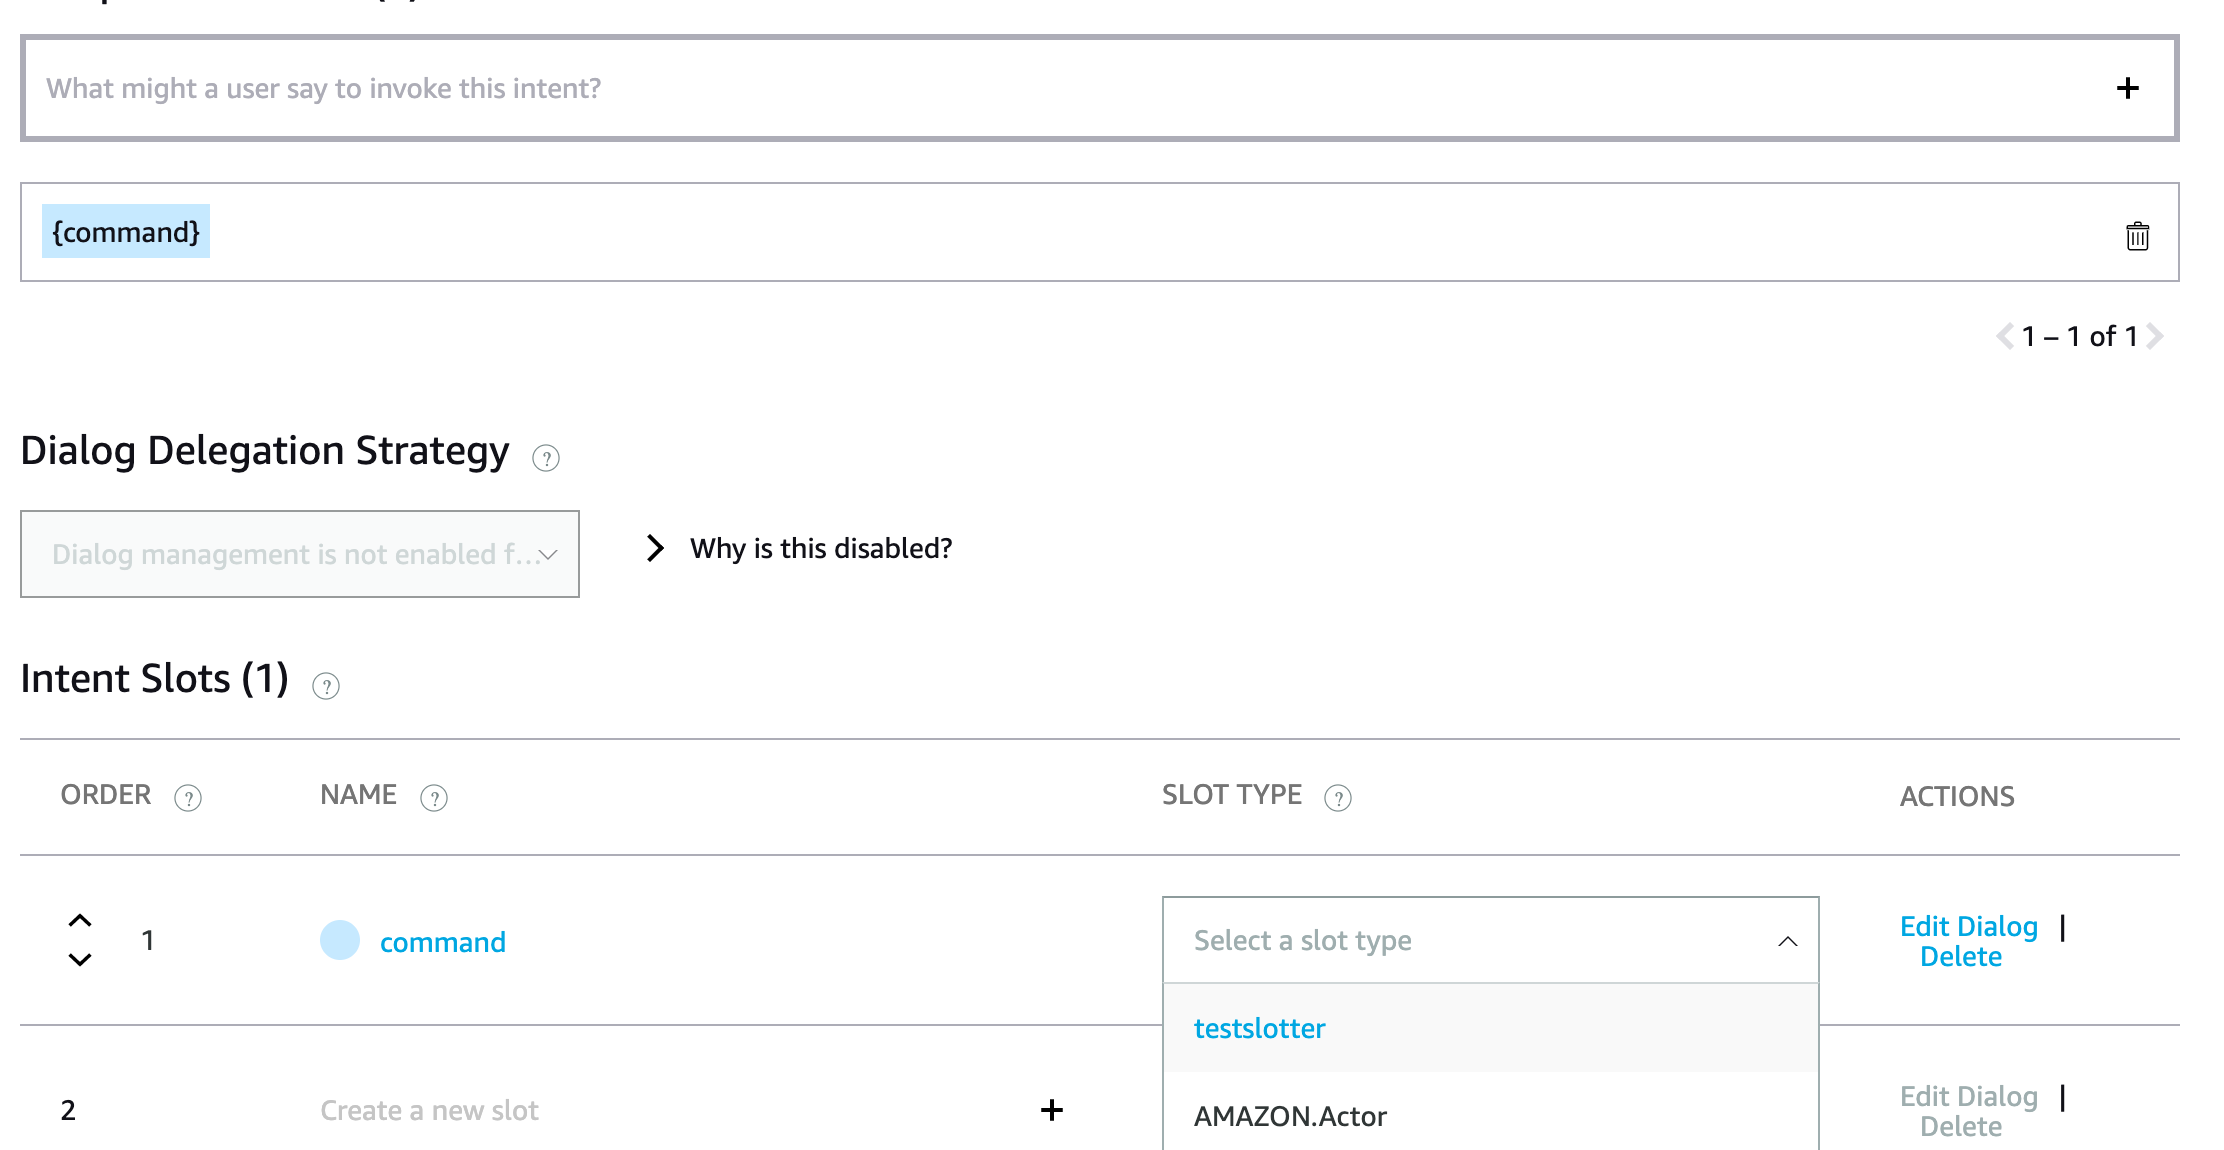 What might a user say to invoke this intent?
{command}
1 – 1 of 1
Dialog Delegation Strategy
Dialog management is not enabled f...
Why is this disabled?
Intent Slots (1)
ORDER NAME SLOT TYPE ACTIONS
1 command Select a slot type Edit Dialog |
Delete
testslotter
2 Create a new slot AMAZON.Actor Edit Dialog |
Delete